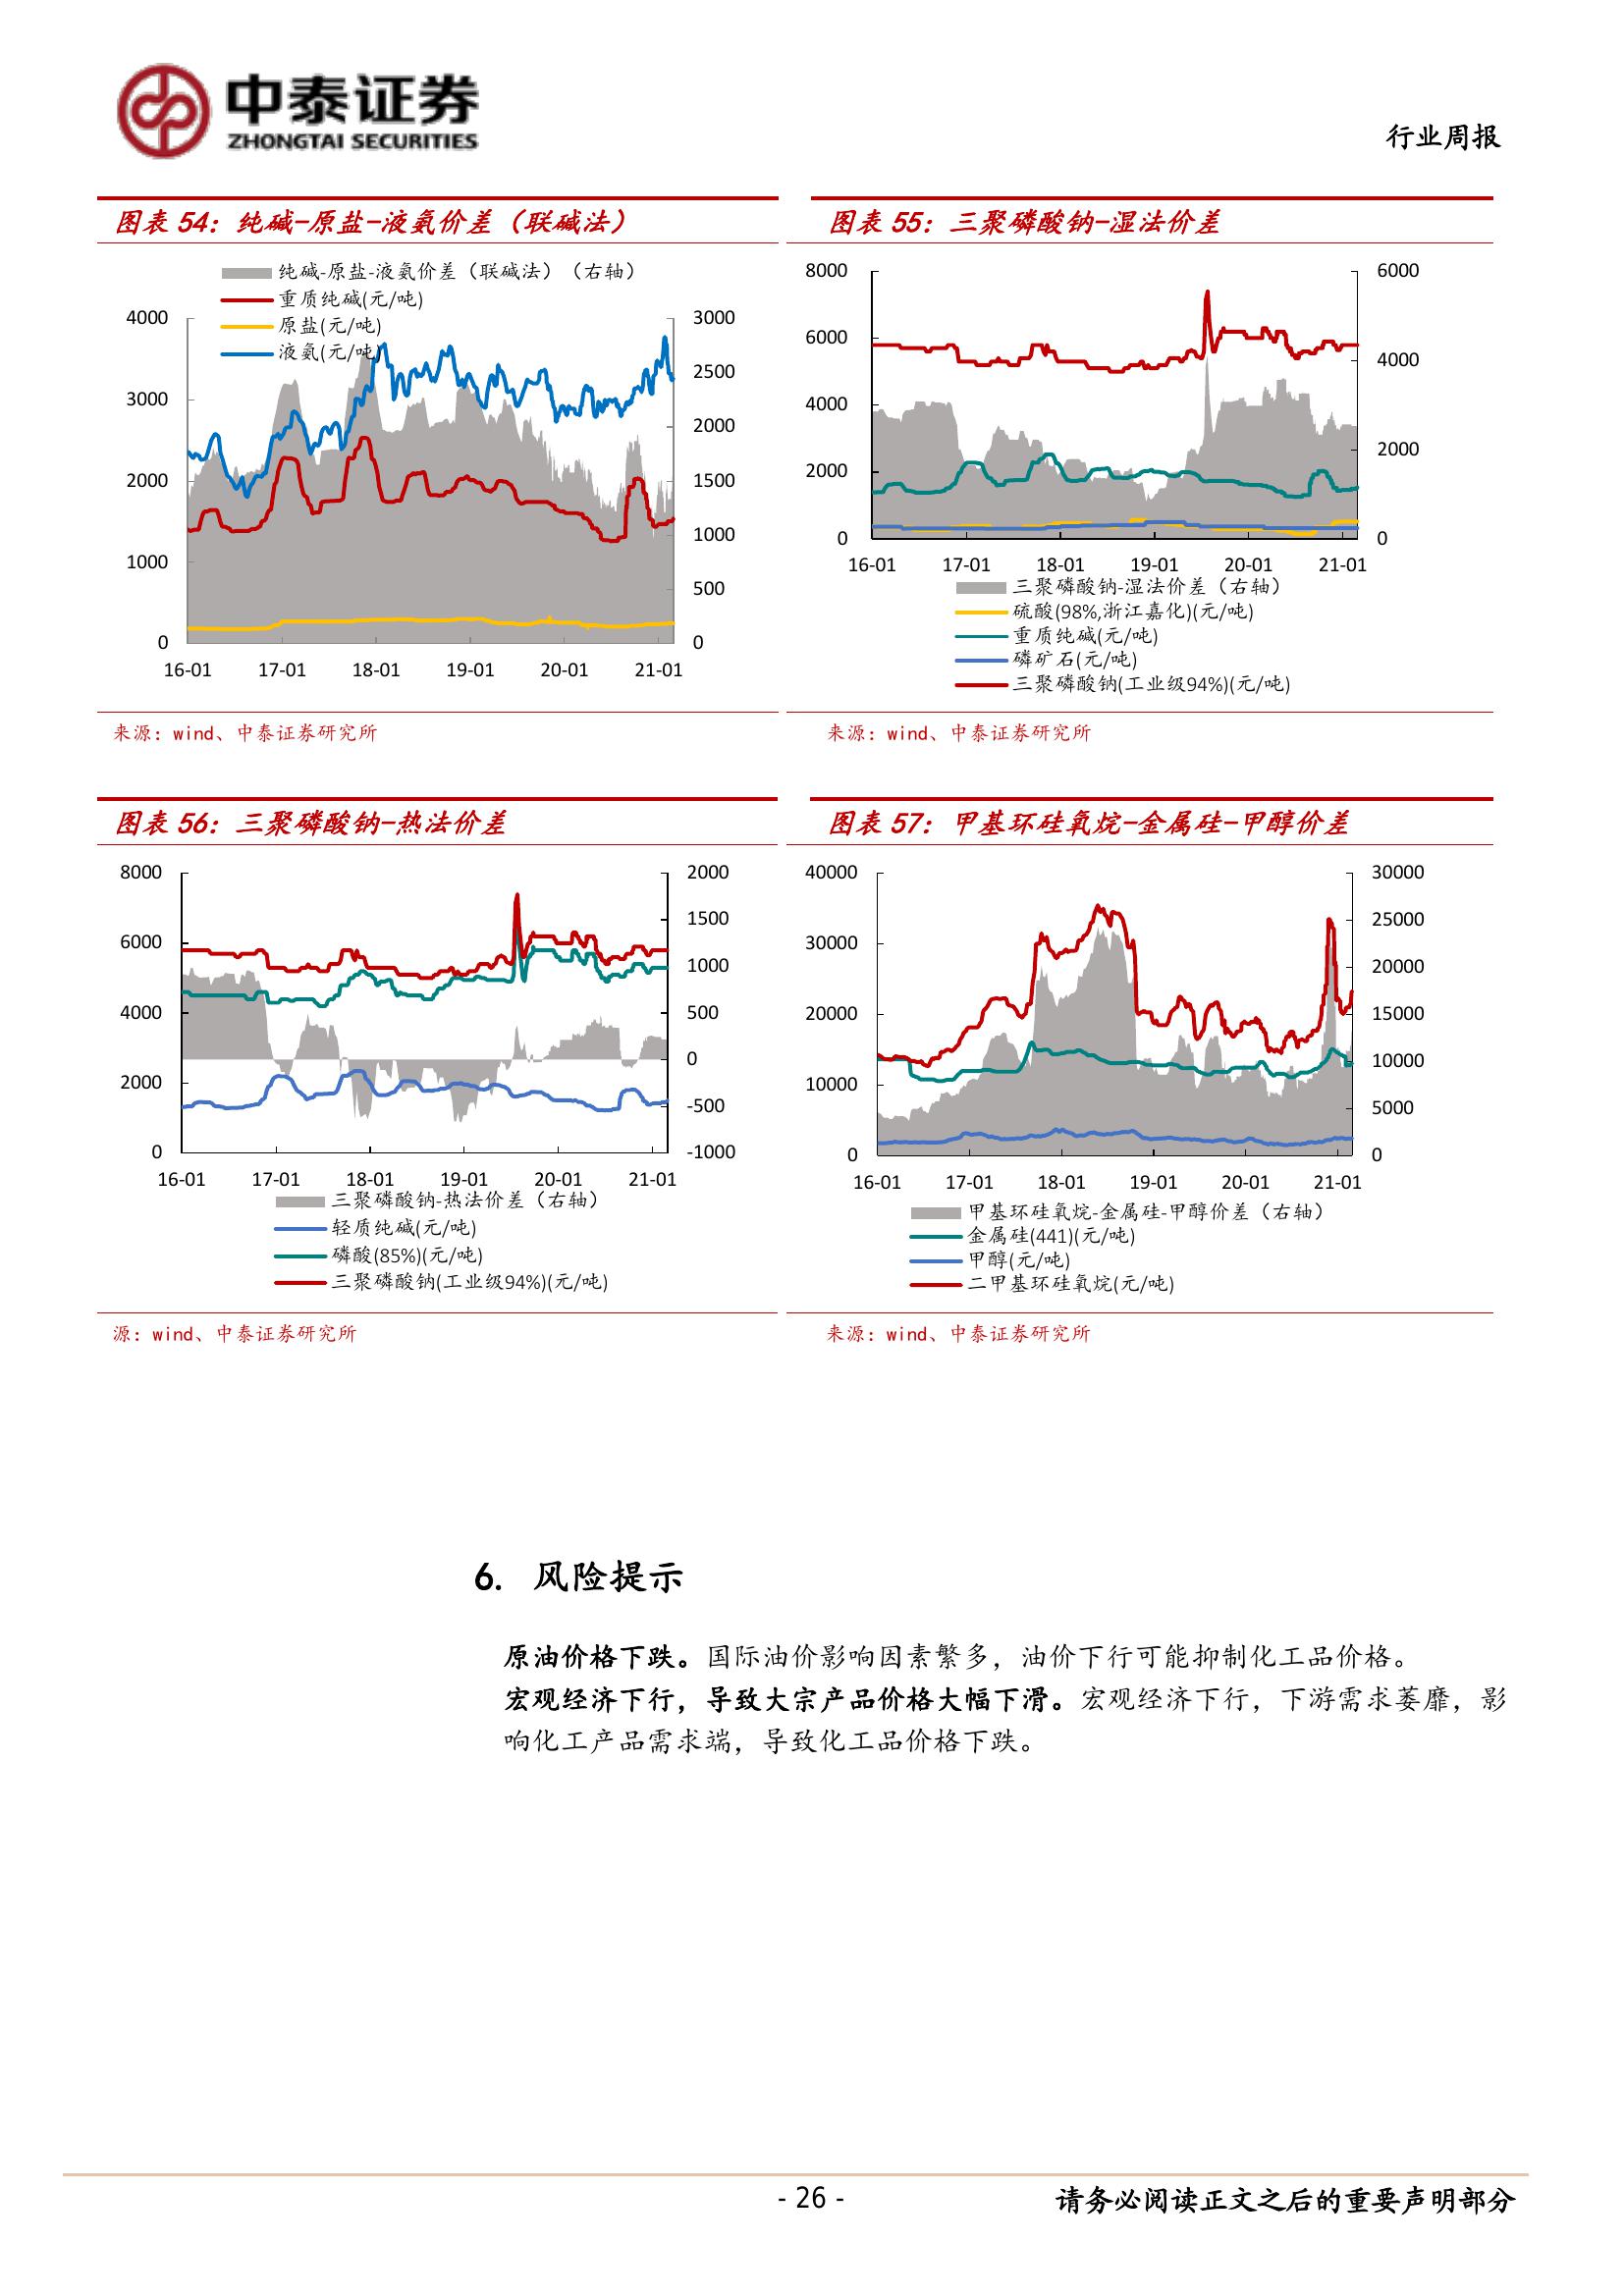 中泰证券
ZHONGTAI SECURITIES
行业周报
图表 54：纯碱-原盐-液氨价差（联碱法）
纯碱-原盐-液氨价差（联碱法）（右轴）
重质纯碱(元/吨)
原盐(元/吨)
液氨(元/吨)
4000
3000
2000
1000
0
3000
2500
2000
1500
1000
500
0
16-01 17-01 18-01 19-01 20-01 21-01
来源：wind、中泰证券研究所
图表 55：三聚磷酸钠-湿法价差
8000
6000
4000
2000
0
6000
4000
2000
0
16-01 17-01 18-01 19-01 20-01 21-01
三聚磷酸钠-湿法价差（右轴）
硫酸(98%,浙江嘉化)(元/吨)
重质纯碱(元/吨)
磷矿石(元/吨)
三聚磷酸钠(工业级94%)(元/吨)
来源：wind、中泰证券研究所
图表 56：三聚磷酸钠-热法价差
8000
6000
4000
2000
0
2000
1500
1000
500
0
-500
-1000
16-01 17-01 18-01 19-01 20-01 21-01
三聚磷酸钠-热法价差（右轴）
轻质纯碱(元/吨)
磷酸(85%)(元/吨)
三聚磷酸钠(工业级94%)(元/吨)
源：wind、中泰证券研究所
图表 57：甲基环硅氧烷-金属硅-甲醇价差
40000
30000
20000
10000
0
30000
25000
20000
15000
10000
5000
0
16-01 17-01 18-01 19-01 20-01 21-01
甲基环硅氧烷-金属硅-甲醇价差（右轴）
金属硅(441)(元/吨)
甲醇(元/吨)
二甲基环硅氧烷(元/吨)
来源：wind、中泰证券研究所
6. 风险提示
原油价格下跌。国际油价影响因素繁多，油价下行可能抑制化工品价格。
宏观经济下行，导致大宗产品价格大幅下滑。宏观经济下行，下游需求萎靡，影
响化工产品需求端，导致化工品价格下跌。
- 26 -
请务必阅读正文之后的重要声明部分